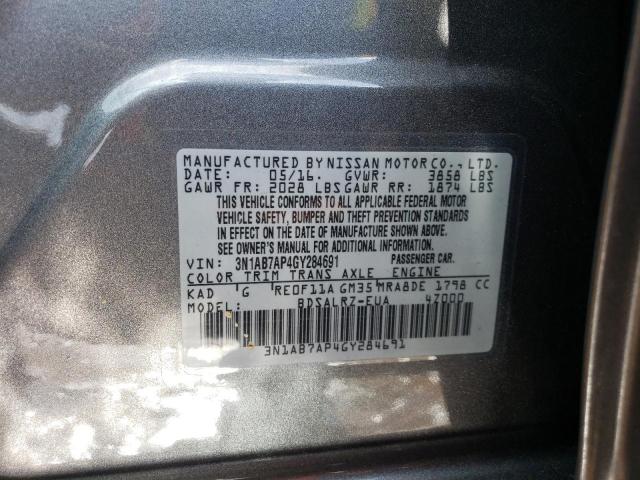 MANUFACTURED BY NISSAN MOTOR CO., LTD.
DATE: 05/16. GVWR: 3858 LBS
GAWR FR: 2028 LBS GAWR RR: 1874 LBS
THIS VEHICLE CONFORMS TO ALL APPLICABLE FEDERAL MOTOR
VEHICLE SAFETY, BUMPER AND THEFT PREVENTION STANDARDS
IN EFFECT ON THE DATE OF MANUFACTURE SHOWN ABOVE.
SEE OWNER'S MANUAL FOR ADDITIONAL INFORMATION.
VIN: 3N1AB7AP4GY284691 PASSENGER CAR.
COLOR TRIM TRANS AXLE ENGINE
KAD G RE0F11A GM35 MRA8DE 1798 CC
MODEL: BDSALRZ-EUA 47000
3N1AB7AP4GY284691